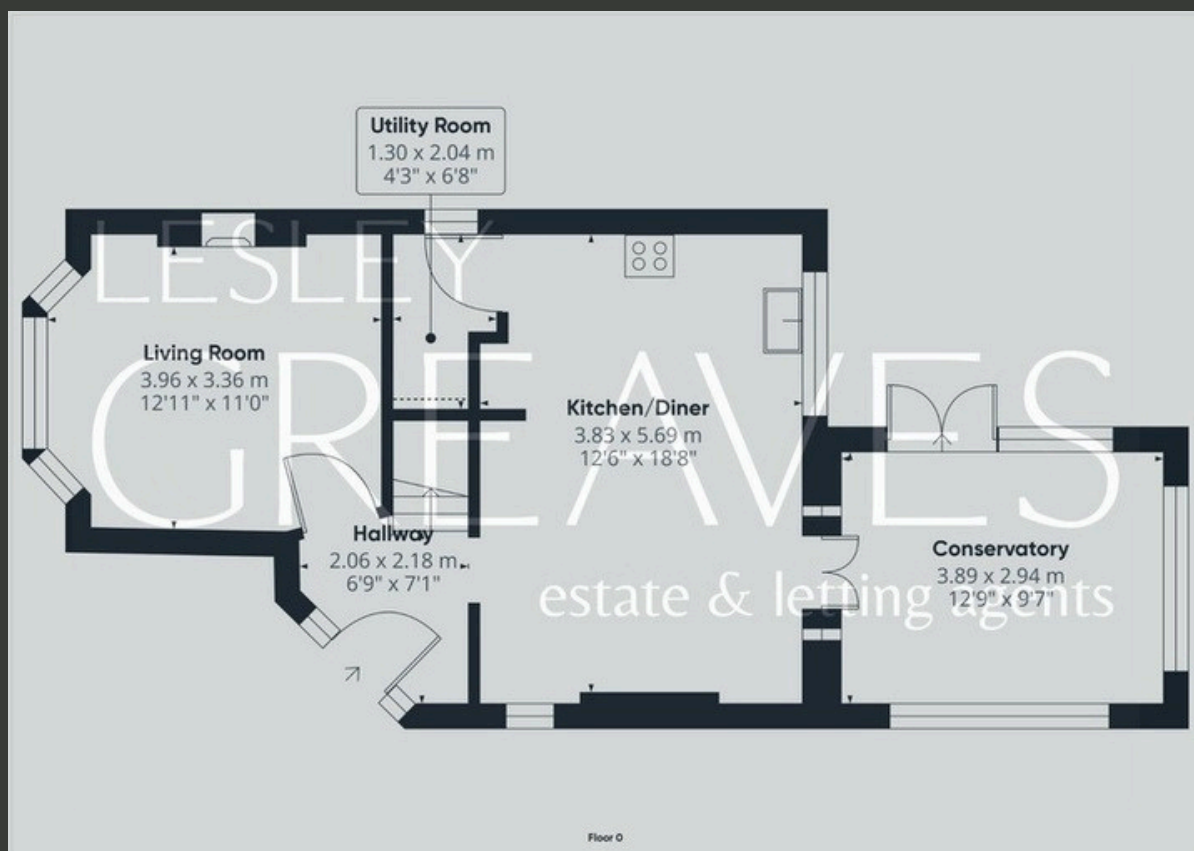 Utility Room
1.30 x 2.04 m
4'3" x 6'8"
LESLEY
GREAVES
estate & letting agents
Living Room
3.96 x 3.36 m
12'11" x 11'0"
Kitchen/Diner
3.83 x 5.69 m
12'6" x 18'8"
Hallway
2.06 x 2.18 m
6'9" x 7'1"
Conservatory
3.89 x 2.94 m
12'9" x 9'7"
Floor 0